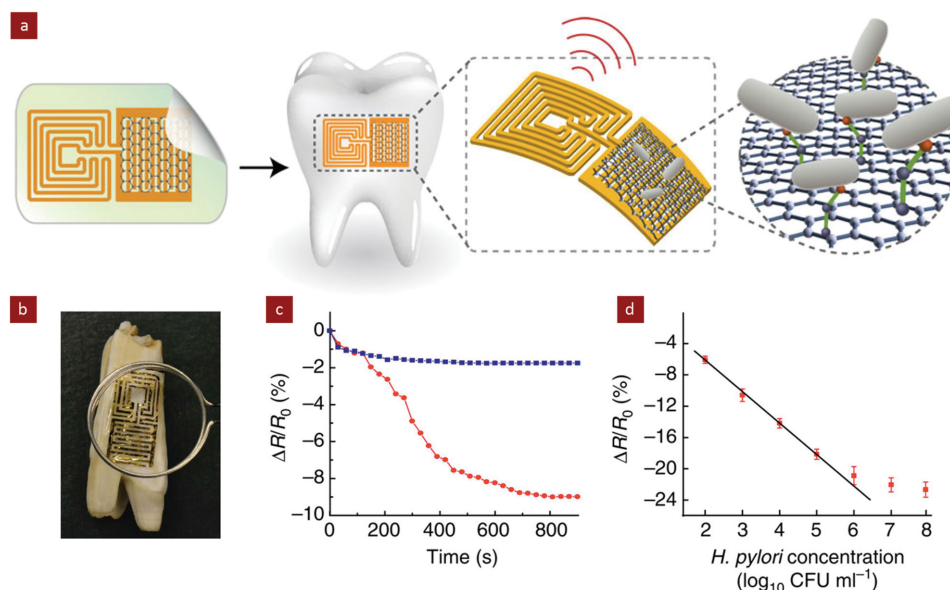 a
b
c
0
−2
−4
−6
−8
−10
ΔR/R₀ (%)
0 200 400 600 800
Time (s)
d
−4
−8
−12
−16
−20
−24
ΔR/R₀ (%)
2 3 4 5 6 7 8
H. pylori concentration
(log₁₀ CFU ml⁻¹)